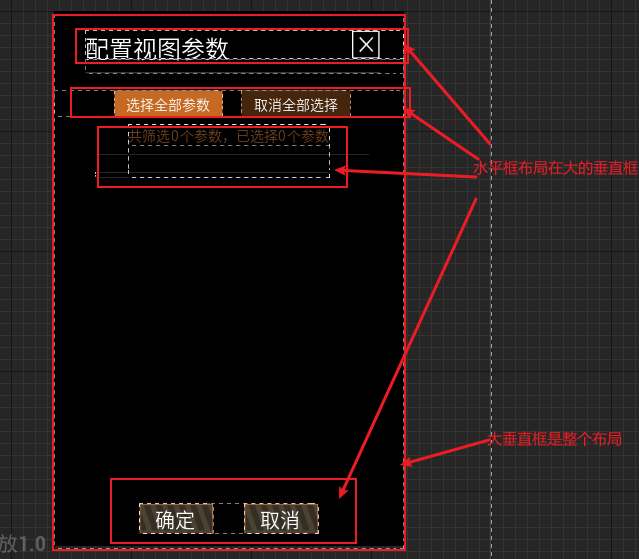 配置视图参数
选择全部参数
取消全部选择
共筛选0个参数，已选择0个参数
水平框布局在大的垂直框
大垂直框是整个布局
确定
取消
放1.0